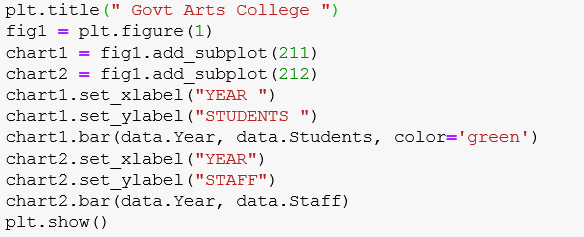 plt.title(" Govt Arts College ")
fig1 = plt.figure(1)
chart1 = fig1.add_subplot(211)
chart2 = fig1.add_subplot(212)
chart1.set_xlabel("YEAR ")
chart1.set_ylabel("STUDENTS ")
chart1.bar(data.Year, data.Students, color='green')
chart2.set_xlabel("YEAR")
chart2.set_ylabel("STAFF")
chart2.bar(data.Year, data.Staff)
plt.show()